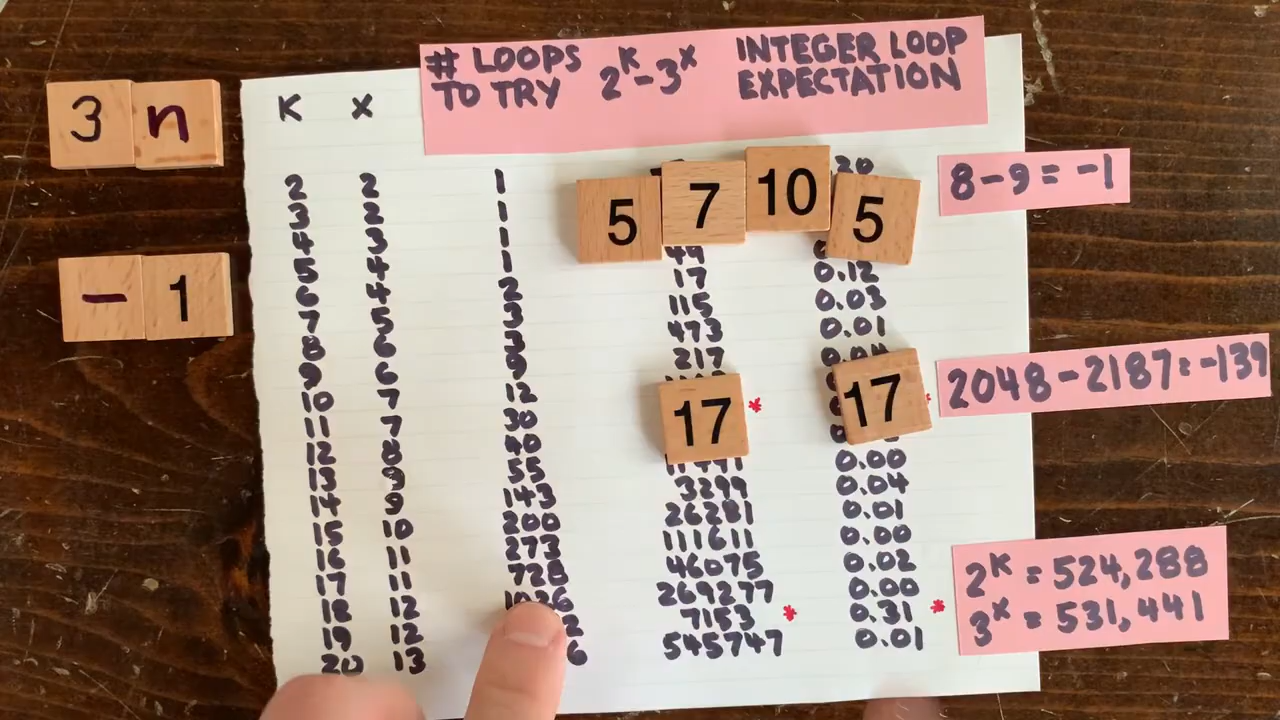 # LOOPS TO TRY
2^K - 3^X
INTEGER LOOP EXPECTATION
K X
3 n
- 1
2 2 1
3 2 1
4 3 1
5 4 1 49
6 4 2 17 0.12
7 5 3 115 0.03
8 6 3 473 0.01
9 6 9 217 0.04
10 7 12
11 7 30
12 8 40
13 9 55 0.00
14 9 143 3299 0.04
15 10 200 26281 0.01
16 11 273 111611 0.00
17 11 728 46075 0.02
18 12 1026 269277 0.00
19 12 7153 * 0.31 *
20 13 545747 0.01
5 7 10 5
17 * 17 *
8 - 9 = -1
2048 - 2187 = -139
2^K = 524,288
3^X = 531,441